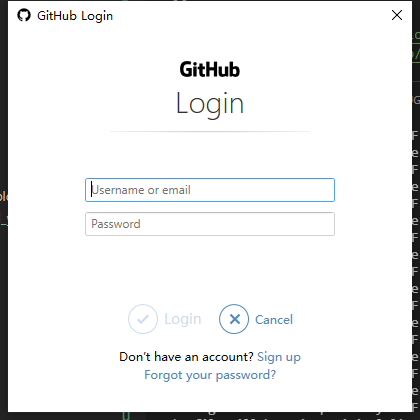 GitHub Login
GitHub
Login
Username or email
Password
Login
Cancel
Don't have an account? Sign up
Forgot your password?